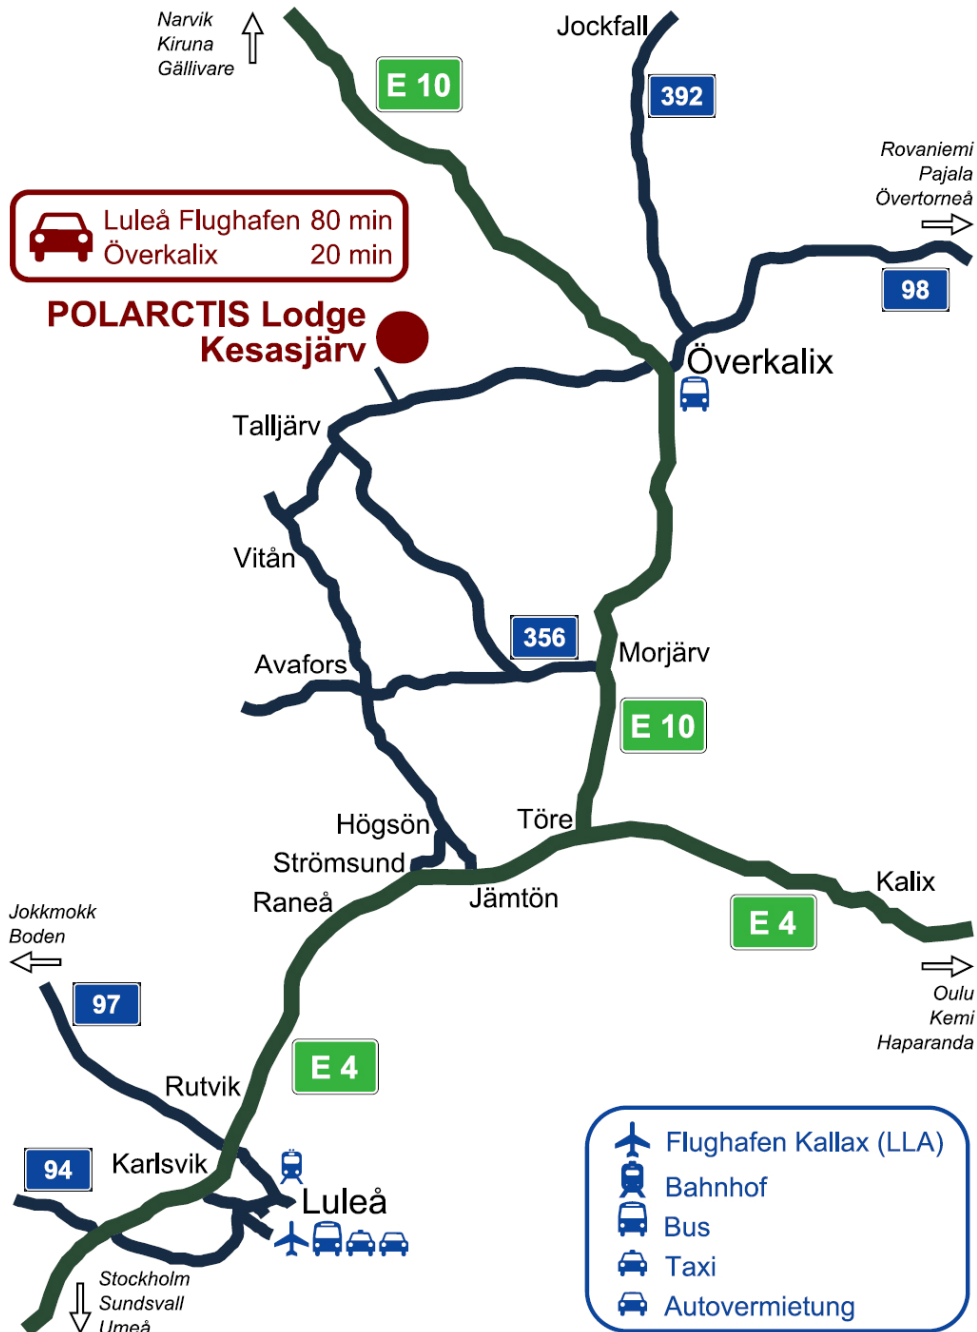 Narvik
Kiruna
Gällivare
E 10
Jockfall
392
Rovaniemi
Pajala
Övertorneå
98
Luleå Flughafen 80 min
Överkalix 20 min
POLARCTIS Lodge
Kesasjärv
Överkalix
Talljärv
Vitån
356
Avafors
Morjärv
E 10
Högsön
Töre
Strömsund
Raneå
Jämtön
Kalix
E 4
Jokkmokk
Boden
97
Oulu
Kemi
Haparanda
E 4
Rutvik
Karlsvik
94
Luleå
Stockholm
Sundsvall
Umeå
Flughafen Kallax (LLA)
Bahnhof
Bus
Taxi
Autovermietung